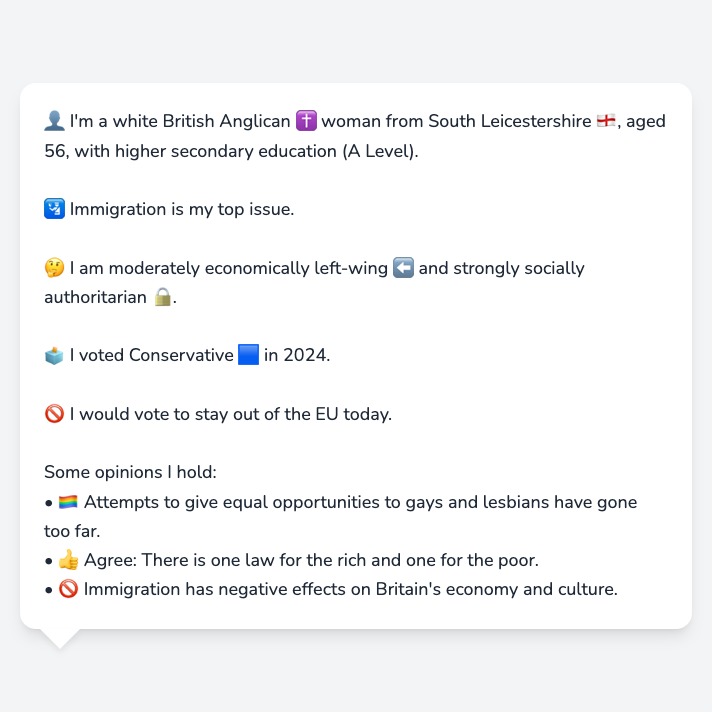 👤 I'm a white British Anglican ✝️ woman from South Leicestershire 🏴󠁧󠁢󠁥󠁮󠁧󠁿, aged
56, with higher secondary education (A Level).
🛂 Immigration is my top issue.
🤔 I am moderately economically left-wing ⬅️ and strongly socially
authoritarian 🔒.
🗳️ I voted Conservative 🟦 in 2024.
🚫 I would vote to stay out of the EU today.
Some opinions I hold:
• 🏳️‍🌈 Attempts to give equal opportunities to gays and lesbians have gone
too far.
• 👍 Agree: There is one law for the rich and one for the poor.
• 🚫 Immigration has negative effects on Britain's economy and culture.